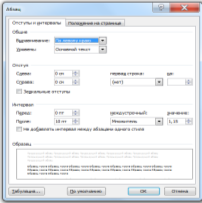 Абзац
Отступы и интервалы Положение на странице
Общие
Выравнивание: По левому краю
Уровень: Основной текст
Отступ
Слева: 0 см первая строка: на:
Справа: 0 см (нет)
Зеркальные отступы
Интервал
Перед: 0 пт междустрочный: значение:
После: 10 пт Множитель 1,15
Не добавлять интервал между абзацами одного стиля
Образец
Табуляция... По умолчанию ОК Отмена